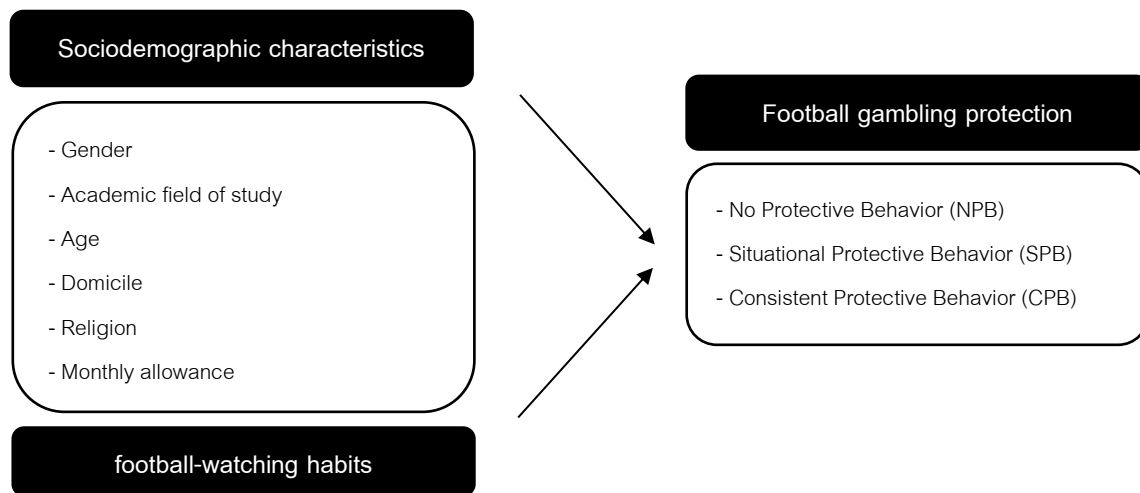 Sociodemographic characteristics
- Gender
- Academic field of study
- Age
- Domicile
- Religion
- Monthly allowance
football-watching habits
Football gambling protection
- No Protective Behavior (NPB)
- Situational Protective Behavior (SPB)
- Consistent Protective Behavior (CPB)